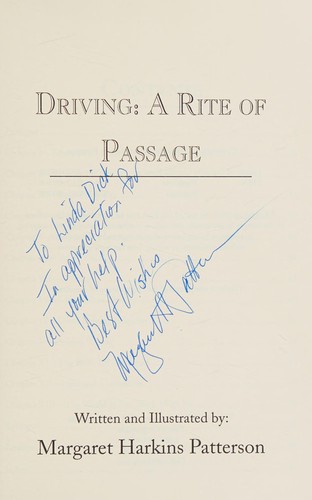 DRIVING: A RITE OF
PASSAGE
To Linda Dick
In appreciation for
all your help.
Best Wishes
Margaret H Patterson
Written and Illustrated by:
Margaret Harkins Patterson